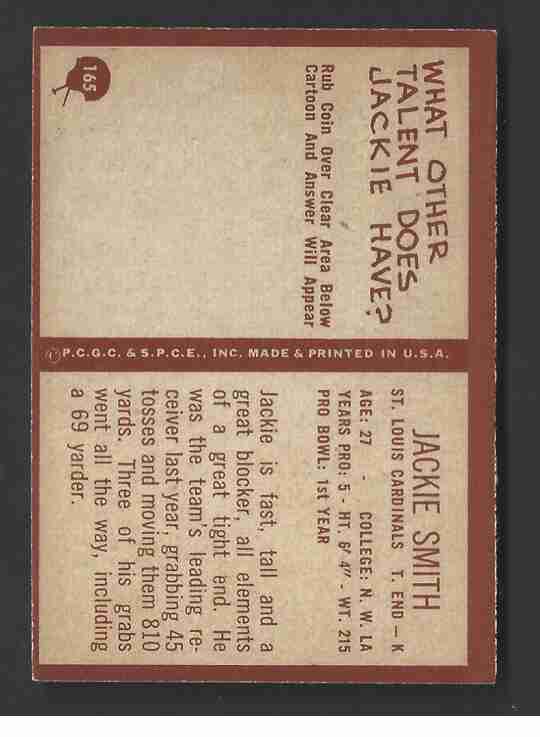 WHAT OTHER
TALENT DOES
JACKIE HAVE?
Rub Coin Over Clear Area Below
Cartoon And Answer Will Appear
165
© P.C.G.C. & S.P.C.E., INC. MADE & PRINTED IN U.S.A.
JACKIE SMITH
ST. LOUIS CARDINALS T. END — K
AGE: 27 - COLLEGE: N. W. LA
YEARS PRO: 5 - HT. 6' 4" - WT. 215
PRO BOWL: 1st YEAR
Jackie is fast, tall and a
great blocker, all elements
of a great tight end. He
was the team's leading re-
ceiver last year, grabbing 45
tosses and moving them 810
yards. Three of his grabs
went all the way, including
a 69 yarder.